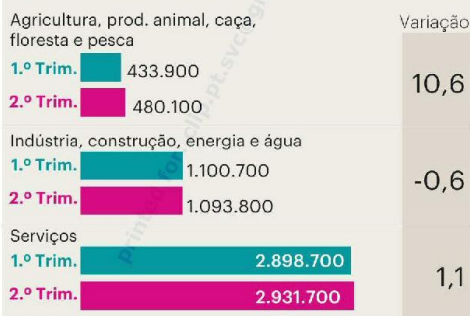 Agricultura, prod. animal, caça, Variação
floresta e pesca
1.º Trim. 433.900
2.º Trim. 480.100
10,6
Indústria, construção, energia e água
1.º Trim. 1.100.700
2.º Trim. 1.093.800
-0,6
Serviços
1.º Trim. 2.898.700
2.º Trim. 2.931.700
1,1